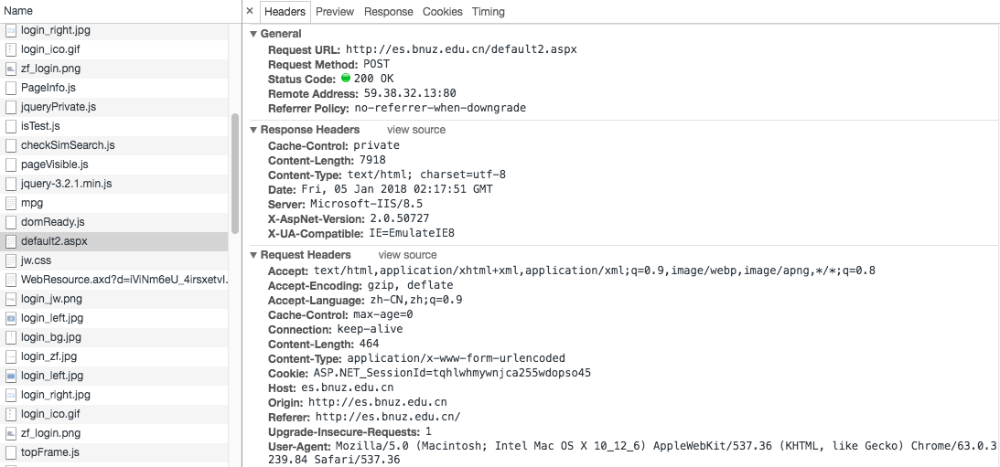 Name
login_right.jpg
login_ico.gif
zf_login.png
PageInfo.js
jqueryPrivate.js
isTest.js
checkSimSearch.js
pageVisible.js
jquery-3.2.1.min.js
mpg
domReady.js
default2.aspx
jw.css
WebResource.axd?d=iViNm6eU_4irsxetvI.
login_jw.png
login_left.jpg
login_bg.jpg
login_zf.jpg
login_left.jpg
login_right.jpg
login_ico.gif
zf_login.png
topFrame.js
× Headers Preview Response Cookies Timing
▼ General
Request URL: http://es.bnuz.edu.cn/default2.aspx
Request Method: POST
Status Code: 200 OK
Remote Address: 59.38.32.13:80
Referrer Policy: no-referrer-when-downgrade
▼ Response Headers view source
Cache-Control: private
Content-Length: 7918
Content-Type: text/html; charset=utf-8
Date: Fri, 05 Jan 2018 02:17:51 GMT
Server: Microsoft-IIS/8.5
X-AspNet-Version: 2.0.50727
X-UA-Compatible: IE=EmulateIE8
▼ Request Headers view source
Accept: text/html,application/xhtml+xml,application/xml;q=0.9,image/webp,image/apng,*/*;q=0.8
Accept-Encoding: gzip, deflate
Accept-Language: zh-CN,zh;q=0.9
Cache-Control: max-age=0
Connection: keep-alive
Content-Length: 464
Content-Type: application/x-www-form-urlencoded
Cookie: ASP.NET_SessionId=tqhlwhmywnjca255wdopso45
Host: es.bnuz.edu.cn
Origin: http://es.bnuz.edu.cn
Referer: http://es.bnuz.edu.cn/
Upgrade-Insecure-Requests: 1
User-Agent: Mozilla/5.0 (Macintosh; Intel Mac OS X 10_12_6) AppleWebKit/537.36 (KHTML, like Gecko) Chrome/63.0.3
239.84 Safari/537.36